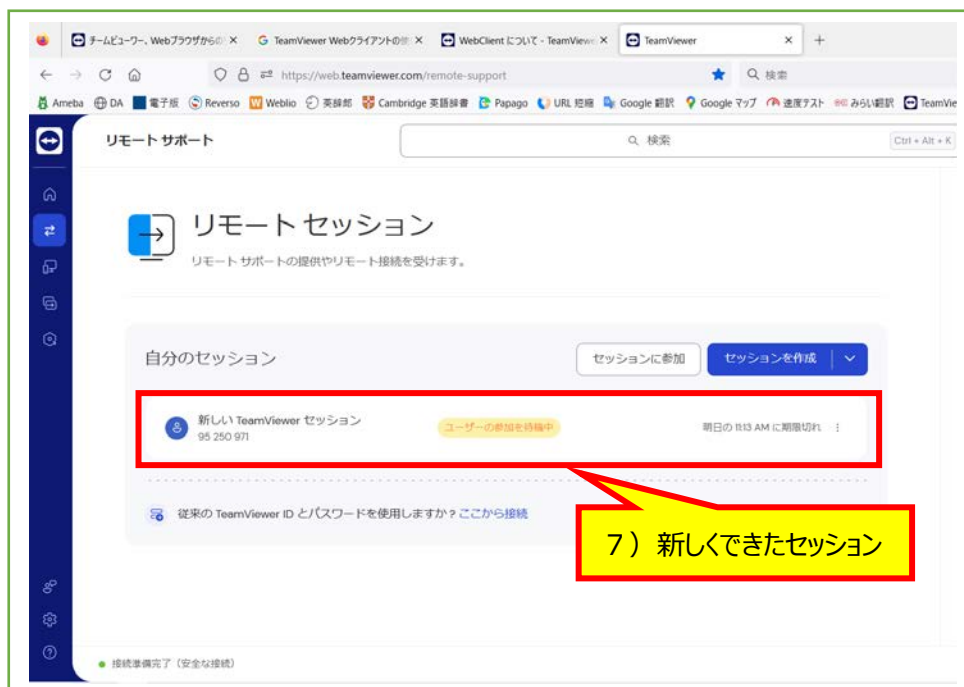 チームビューワー、Webブラウザからの
TeamViewer Webクライアントの使
WebClient について - TeamViewe
TeamViewer
https://web.teamviewer.com/remote-support
検索
Ameba DA 電子版 Reverso Weblio 英辞郎 Cambridge 英語辞書 Papago URL 短縮 Google 翻訳 Google マップ 速度テスト みらい翻訳 TeamVie
リモート サポート
検索
Ctrl + Alt + K
リモート セッション
リモート サポートの提供やリモート接続を受けます。
自分のセッション
セッションに参加
セッションを作成
新しい TeamViewer セッション
95 250 971
ユーザーの参加を待機中
明日の 11:13 AM に期限切れ
従来の TeamViewer ID とパスワードを使用しますか？ここから接続
７）新しくできたセッション
接続準備完了（安全な接続）